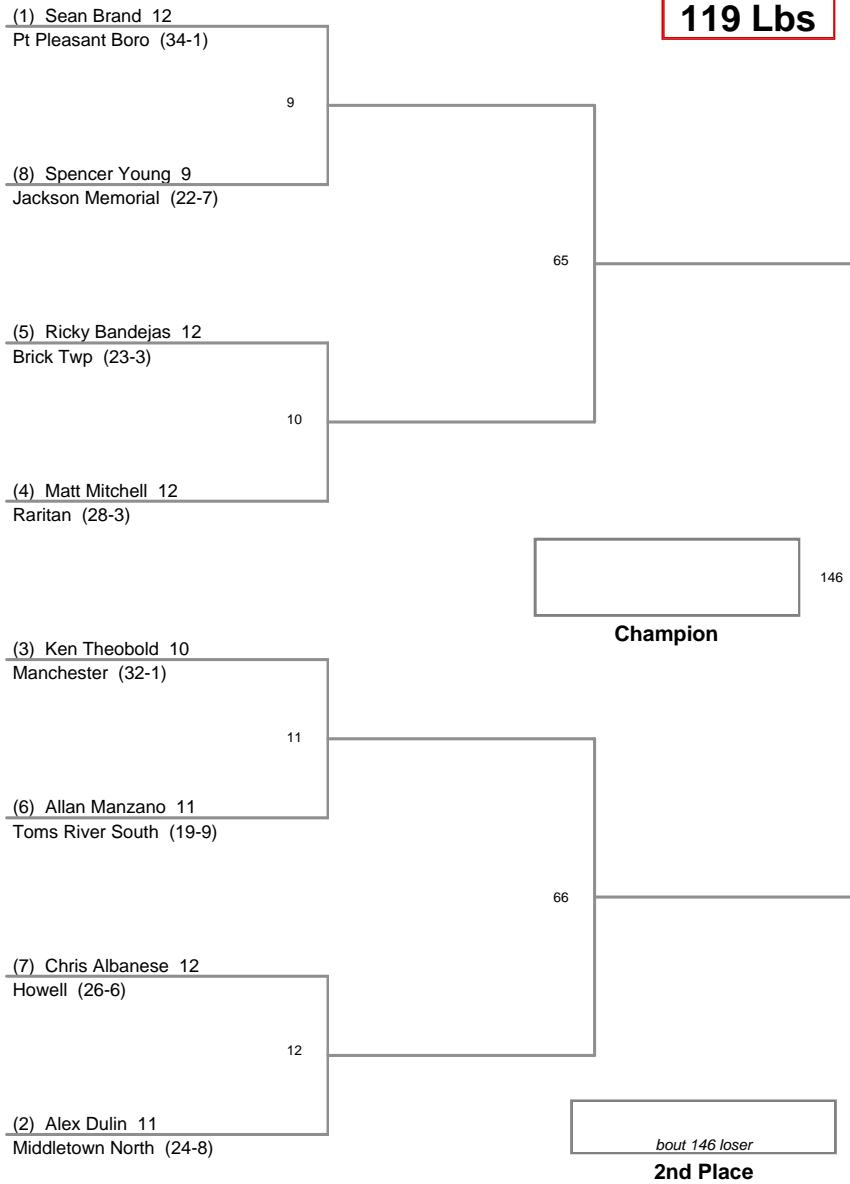 (1) Sean Brand 12
119 Lbs
Pt Pleasant Boro (34-1)
9
(8) Spencer Young 9
Jackson Memorial (22-7)
65
(5) Ricky Bandejas 12
Brick Twp (23-3)
10
(4) Matt Mitchell 12
Raritan (28-3)
146
Champion
(3) Ken Theobold 10
Manchester (32-1)
11
(6) Allan Manzano 11
Toms River South (19-9)
66
(7) Chris Albanese 12
Howell (26-6)
12
(2) Alex Dulin 11
Middletown North (24-8)
bout 146 loser
2nd Place